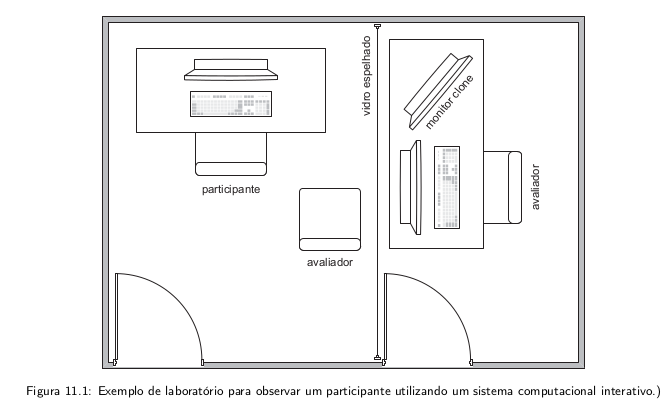 vidro espelhado
monitor clone
participante
avaliador
avaliador
Figura 11.1: Exemplo de laboratório para observar um participante utilizando um sistema computacional interativo.)